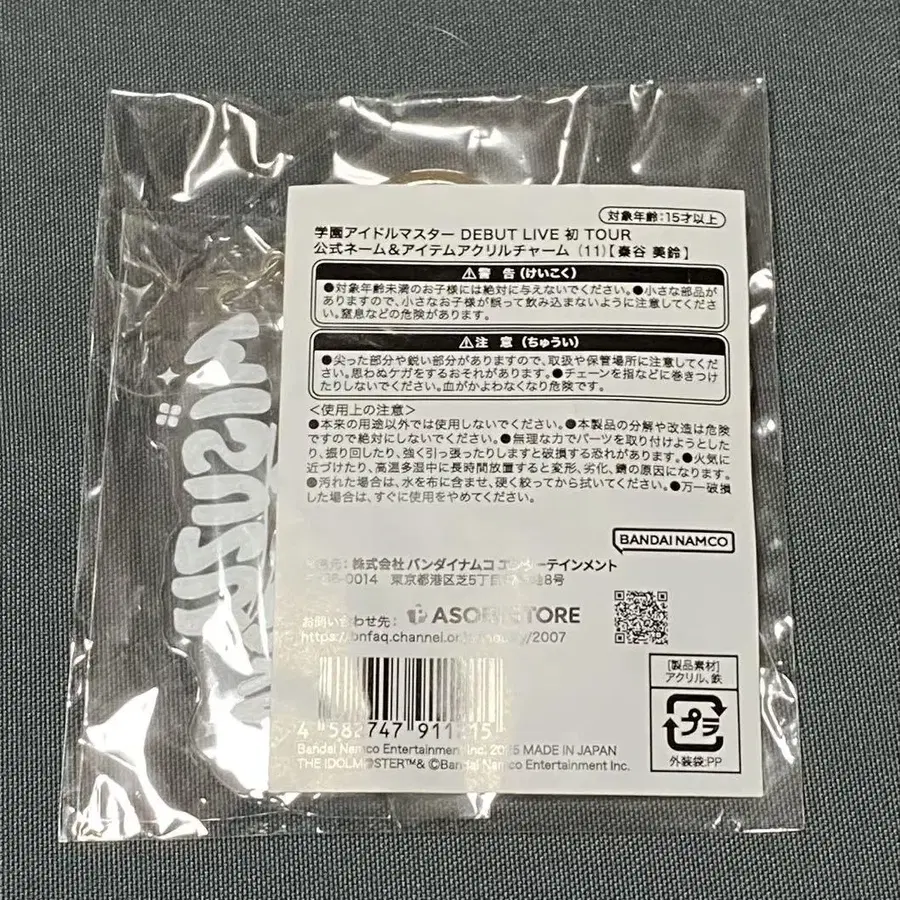 対象年齢:15才以上
学園アイドルマスター DEBUT LIVE 初 TOUR
公式ネーム&アイテムアクリルチャーム (11)【秦谷 美鈴】
⚠警 告(けいこく)
●対象年齢未満のお子様には絶対に与えないでください。●小さな部品が
ありますので、小さなお子様が誤って飲み込まないように注意してください。
窒息などの危険があります。
⚠注 意(ちゅうい)
●尖った部分や鋭い部分がありますので、取扱や保管場所に注意してくだ
さい。思わぬケガをするおそれがあります。●チェーンを指などに巻きつけ
たりしないでください。血がかよわなくなり危険です。
<使用上の注意>
●本来の用途以外では使用しないでください。●本製品の分解や改造は危険
ですので絶対にしないでください。●無理な力でパーツを取り付けようとした
り、振り回したり、強く引っ張ったりしますと破損する恐れがあります。●火気に
近づけたり、高温多湿中に長時間放置すると変形、劣化、錆の原因になります。
●汚れた場合は、水を布に含ませ、硬く絞ってから拭いてください。●万一破損
した場合は、すぐに使用をやめてください。
BANDAI NAMCO
株式会社 バンダイナムコ エンターテインメント
0014 東京都港区芝5丁目 8号
お問い合わせ先: ASOBI STORE
/2007
[製品素材]
アクリル、鉄
プラ
外装袋:PP
4 582747 911215
Bandai Namco Entertainment Inc. 2025 MADE IN JAPAN
THE IDOLM@STER™& ©Bandai Namco Entertainment Inc.
MISUZU